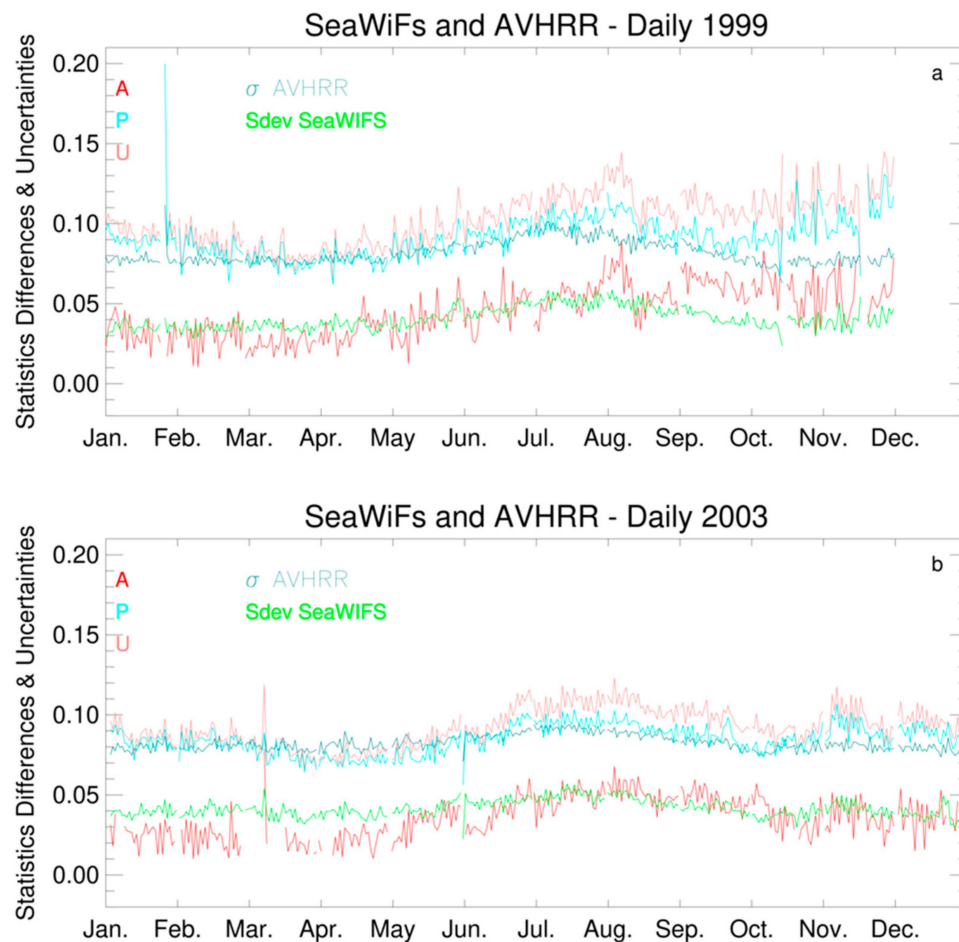 SeaWiFs and AVHRR - Daily 1999
Statistics Differences & Uncertainties
0.20
0.15
0.10
0.05
0.00
a
A
σ AVHRR
P
Sdev SeaWIFS
U
Jan. Feb. Mar. Apr. May Jun. Jul. Aug. Sep. Oct. Nov. Dec.
SeaWiFs and AVHRR - Daily 2003
Statistics Differences & Uncertainties
0.20
0.15
0.10
0.05
0.00
b
A
σ AVHRR
P
Sdev SeaWIFS
U
Jan. Feb. Mar. Apr. May Jun. Jul. Aug. Sep. Oct. Nov. Dec.